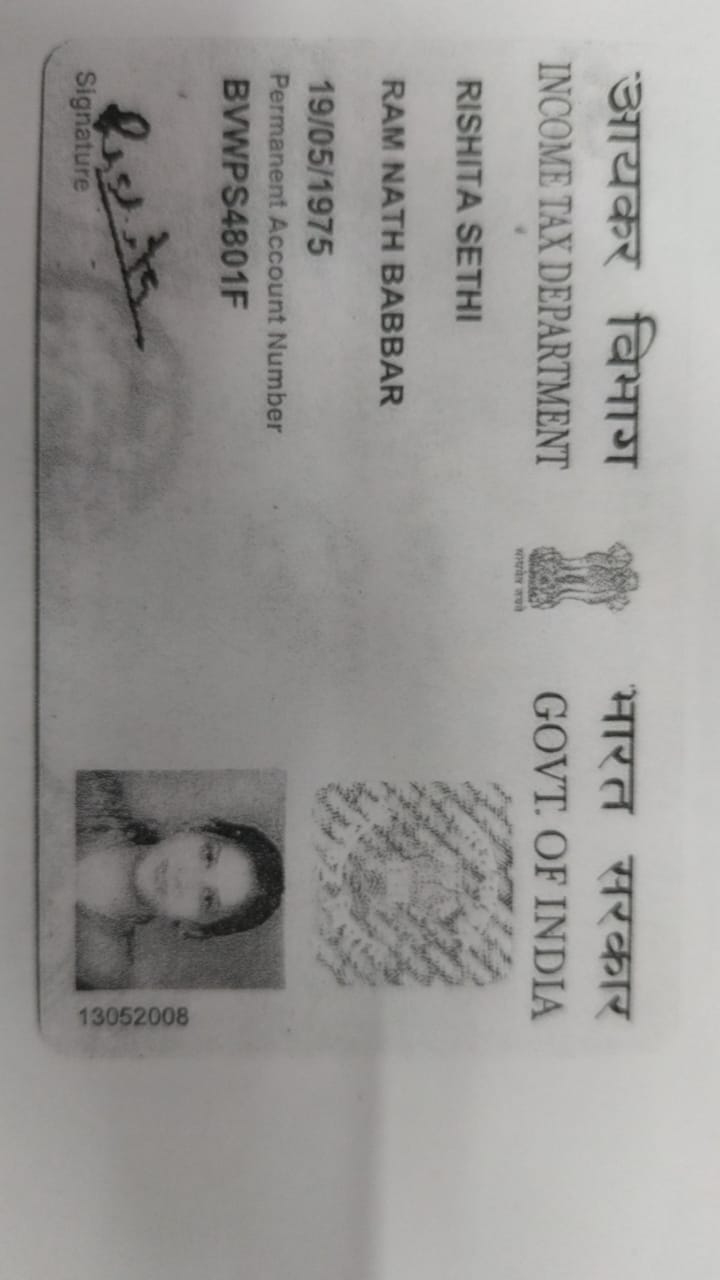 आयकर विभाग
INCOME TAX DEPARTMENT
भारत सरकार
GOVT. OF INDIA
सत्यमेव जयते
RISHITA SETHI
RAM NATH BABBAR
19/05/1975
Permanent Account Number
BVWPS4801F
Signature
13052008